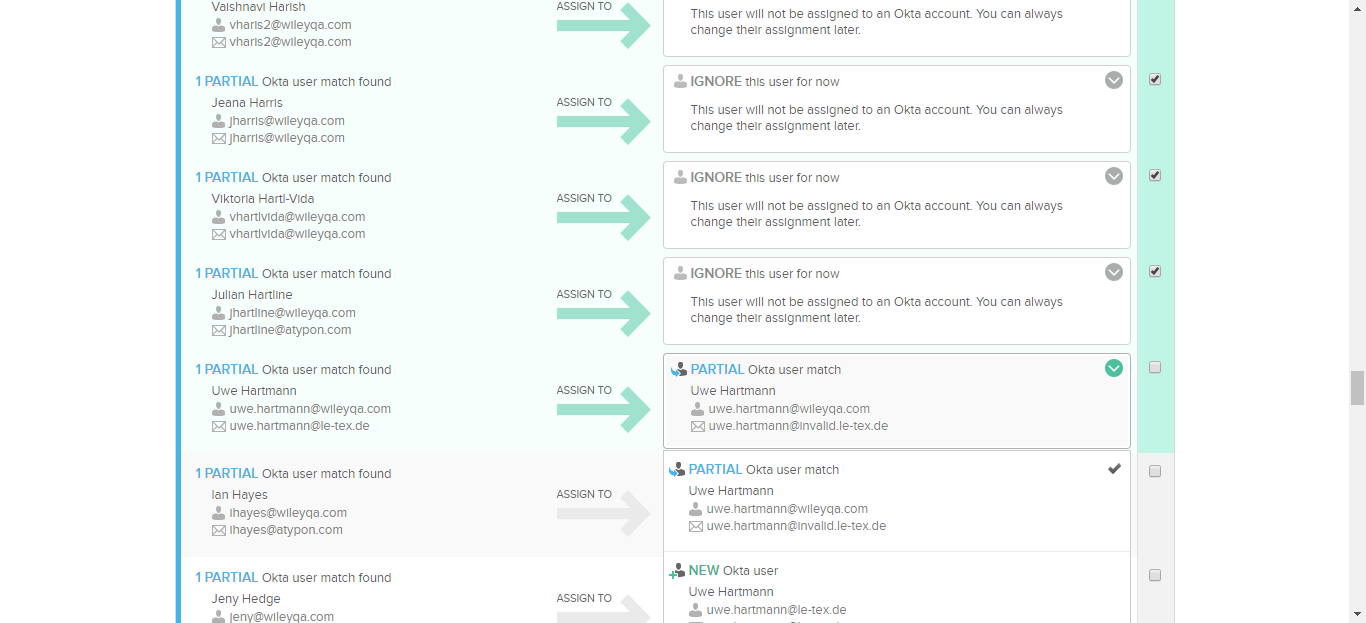 Vaishnavi Harish
vharis2@wileyqa.com
vharis2@wileyqa.com
ASSIGN TO
This user will not be assigned to an Okta account. You can always
change their assignment later.
1 PARTIAL Okta user match found
Jeana Harris
jharris@wileyqa.com
jharris@wileyqa.com
ASSIGN TO
IGNORE this user for now
This user will not be assigned to an Okta account. You can always
change their assignment later.
1 PARTIAL Okta user match found
Viktoria Hartl-Vida
vhartlvida@wileyqa.com
vhartlvida@wileyqa.com
ASSIGN TO
IGNORE this user for now
This user will not be assigned to an Okta account. You can always
change their assignment later.
1 PARTIAL Okta user match found
Julian Hartline
jhartline@wileyqa.com
jhartline@atypon.com
ASSIGN TO
IGNORE this user for now
This user will not be assigned to an Okta account. You can always
change their assignment later.
1 PARTIAL Okta user match found
Uwe Hartmann
uwe.hartmann@wileyqa.com
uwe.hartmann@le-tex.de
ASSIGN TO
PARTIAL Okta user match
Uwe Hartmann
uwe.hartmann@wileyqa.com
uwe.hartmann@invalid.le-tex.de
1 PARTIAL Okta user match found
Ian Hayes
ihayes@wileyqa.com
ihayes@atypon.com
ASSIGN TO
PARTIAL Okta user match
Uwe Hartmann
uwe.hartmann@wileyqa.com
uwe.hartmann@invalid.le-tex.de
1 PARTIAL Okta user match found
Jeny Hedge
jeny@wileyqa.com
ASSIGN TO
NEW Okta user
Uwe Hartmann
uwe.hartmann@le-tex.de